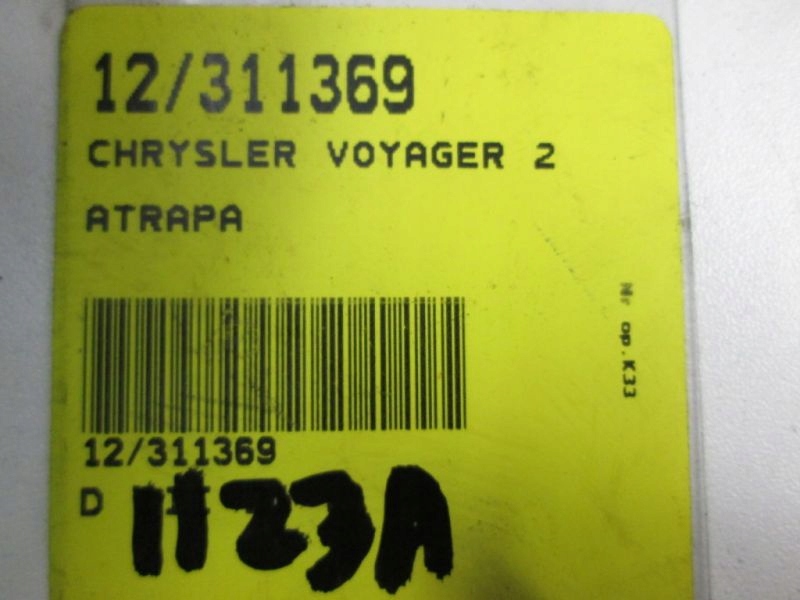 12/311369
CHRYSLER VOYAGER 2
ATRAPA
Nr op.K33
12/311369
D
1123A